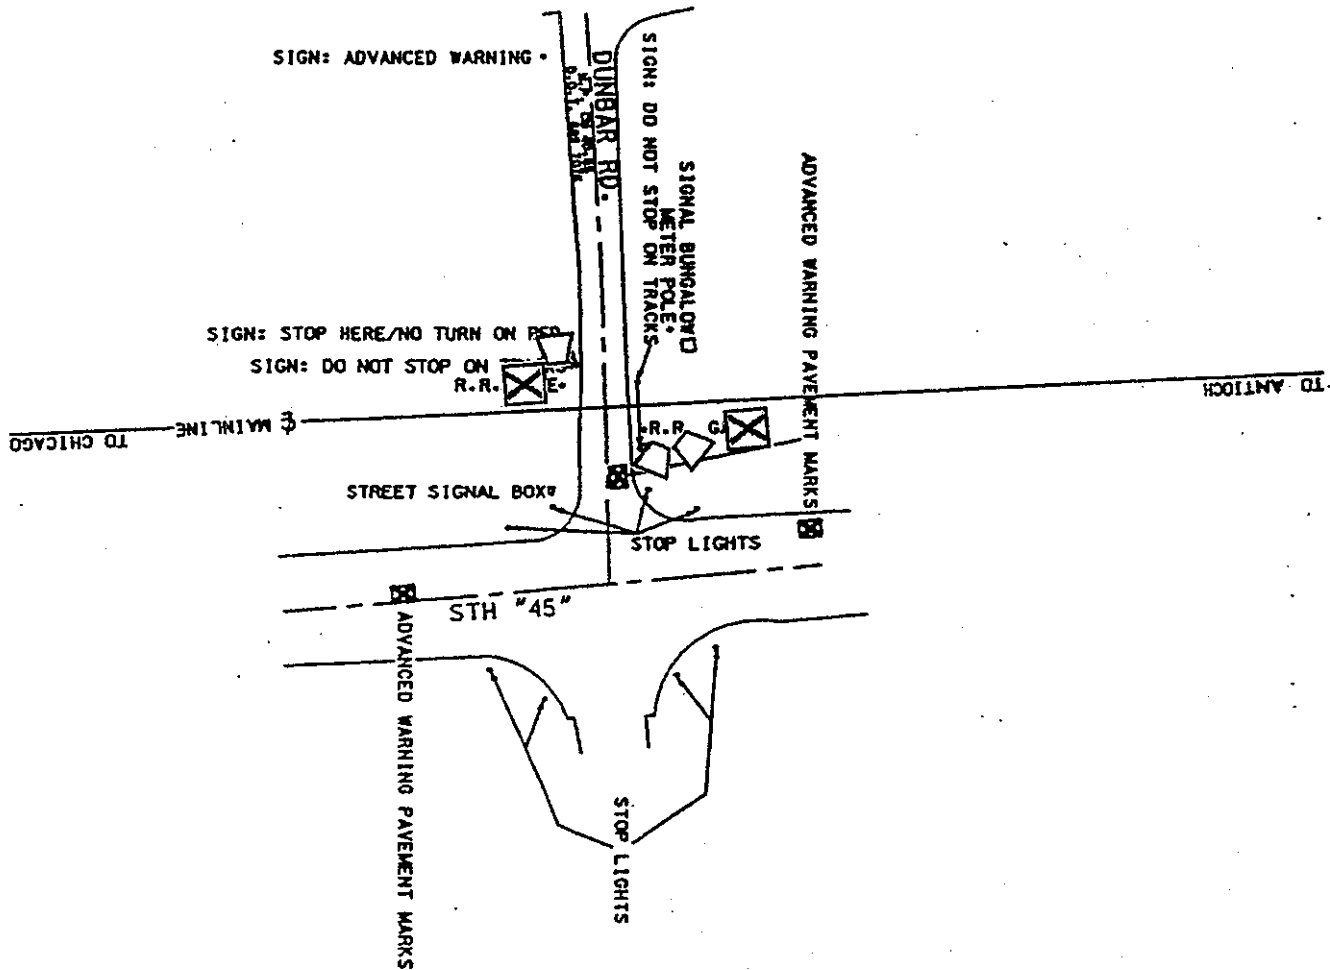 SIGN: ADVANCED WARNING
DUNBAR RD.
SIGN: DO NOT STOP ON TRACKS
SIGNAL BUNGALOW
METER POLE
ADVANCED WARNING PAVEMENT MARKS
SIGN: STOP HERE/NO TURN ON RED
SIGN: DO NOT STOP ON
R.R.
E
TO CHICAGO
℄ MAINLINE
TO ANTIOCH
R.R.
STREET SIGNAL BOX
STOP LIGHTS
STH "45"
ADVANCED WARNING PAVEMENT MARKS
STOP LIGHTS